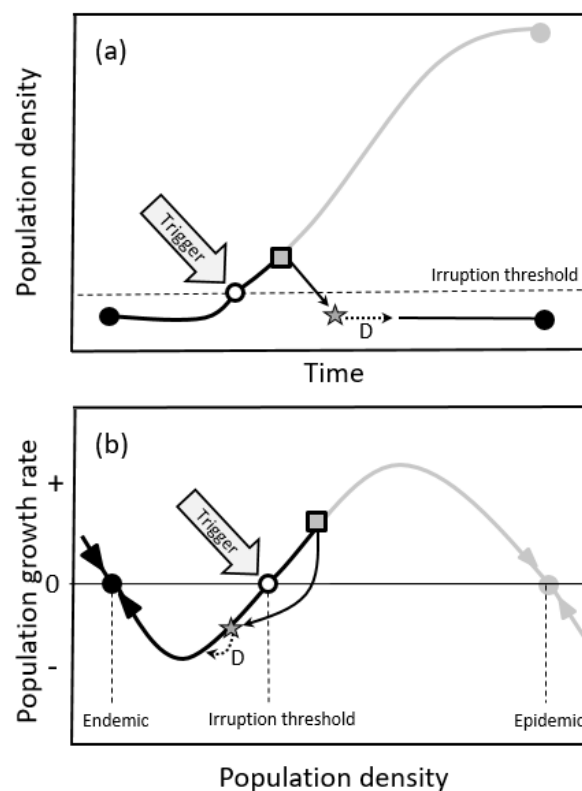 (a)
Population density
Trigger
Irruption threshold
D
Time
(b)
Population growth rate
+
0
-
Trigger
D
Endemic
Irruption threshold
Epidemic
Population density